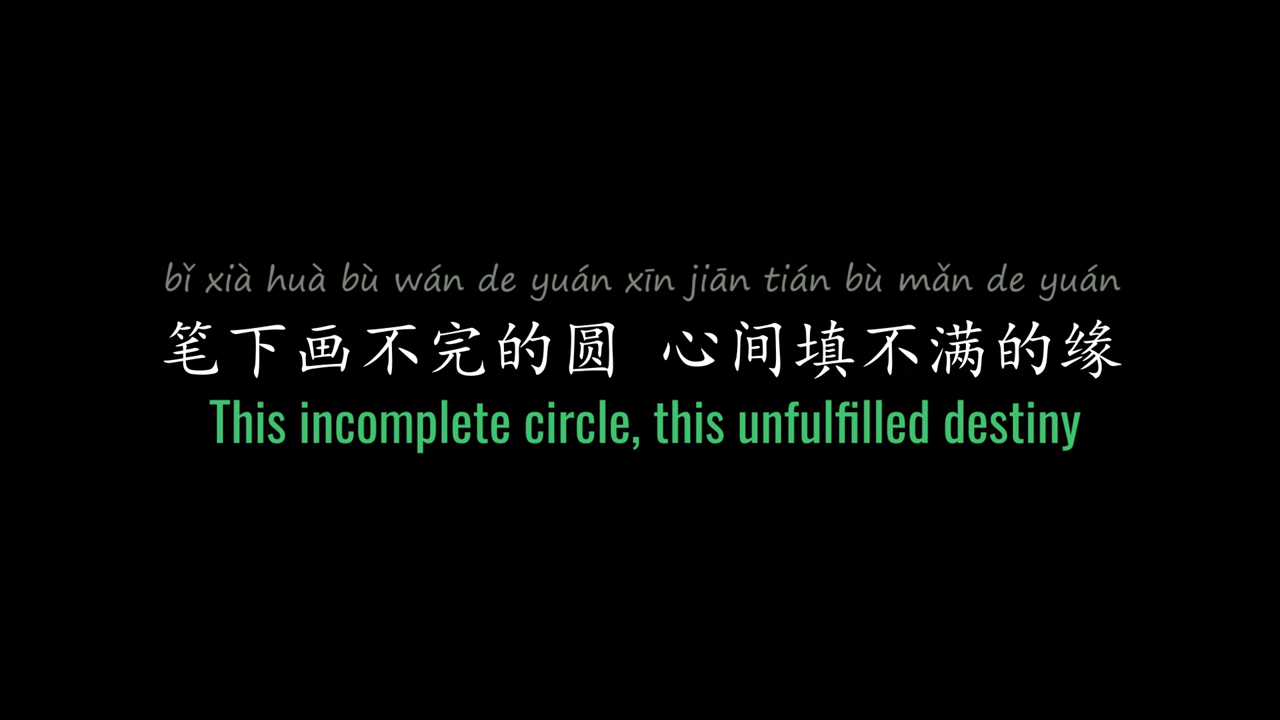 bǐ xià huà bù wán de yuán xīn jiān tián bù mǎn de yuán
笔下画不完的圆 心间填不满的缘
This incomplete circle, this unfulfilled destiny